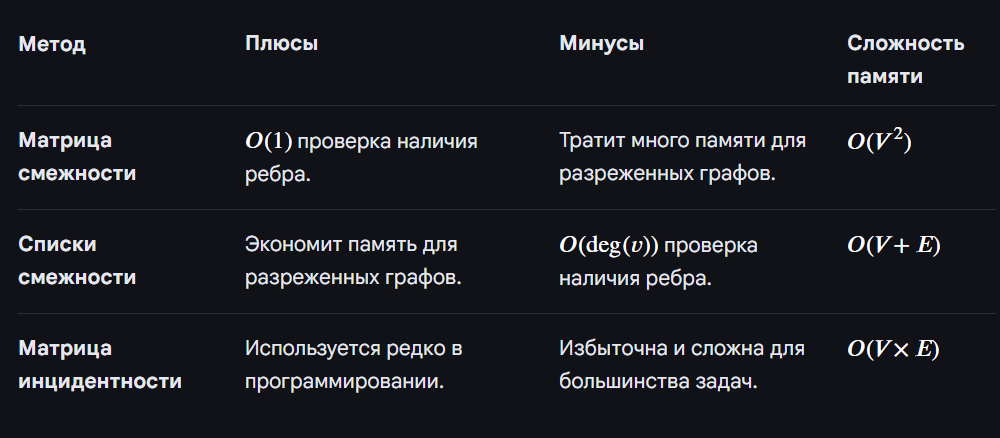 Метод Плюсы Минусы Сложность
памяти
Матрица O(1) проверка наличия Тратит много памяти для O(V²)
смежности ребра. разреженных графов.
Списки Экономит память для O(deg(v)) проверка O(V + E)
смежности разреженных графов. наличия ребра.
Матрица Используется редко в Избыточна и сложна для O(V × E)
инцидентности программировании. большинства задач.